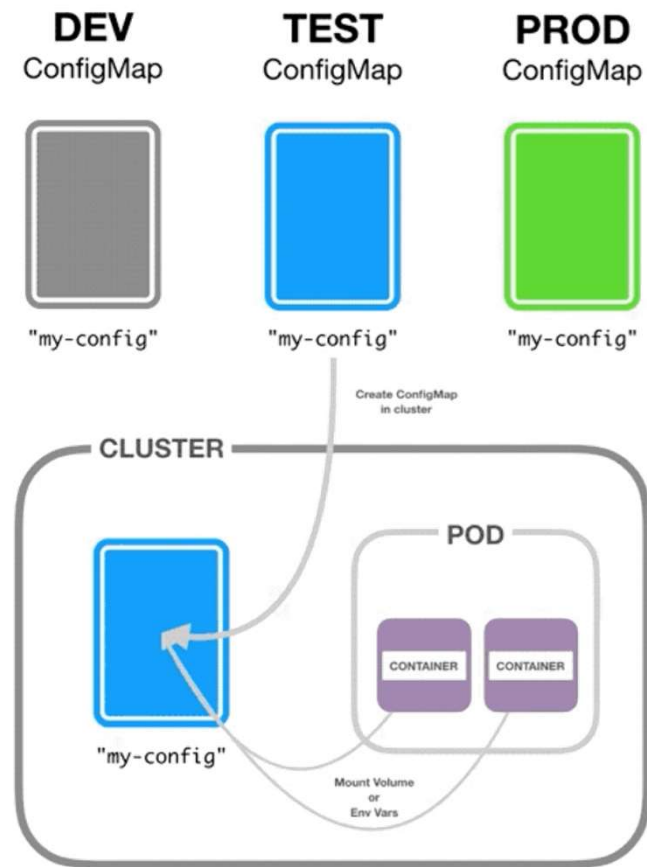 DEV
ConfigMap
TEST
ConfigMap
PROD
ConfigMap
"my-config"
"my-config"
"my-config"
Create ConfigMap
in cluster
CLUSTER
POD
CONTAINER
CONTAINER
"my-config"
Mount Volume
or
Env Vars